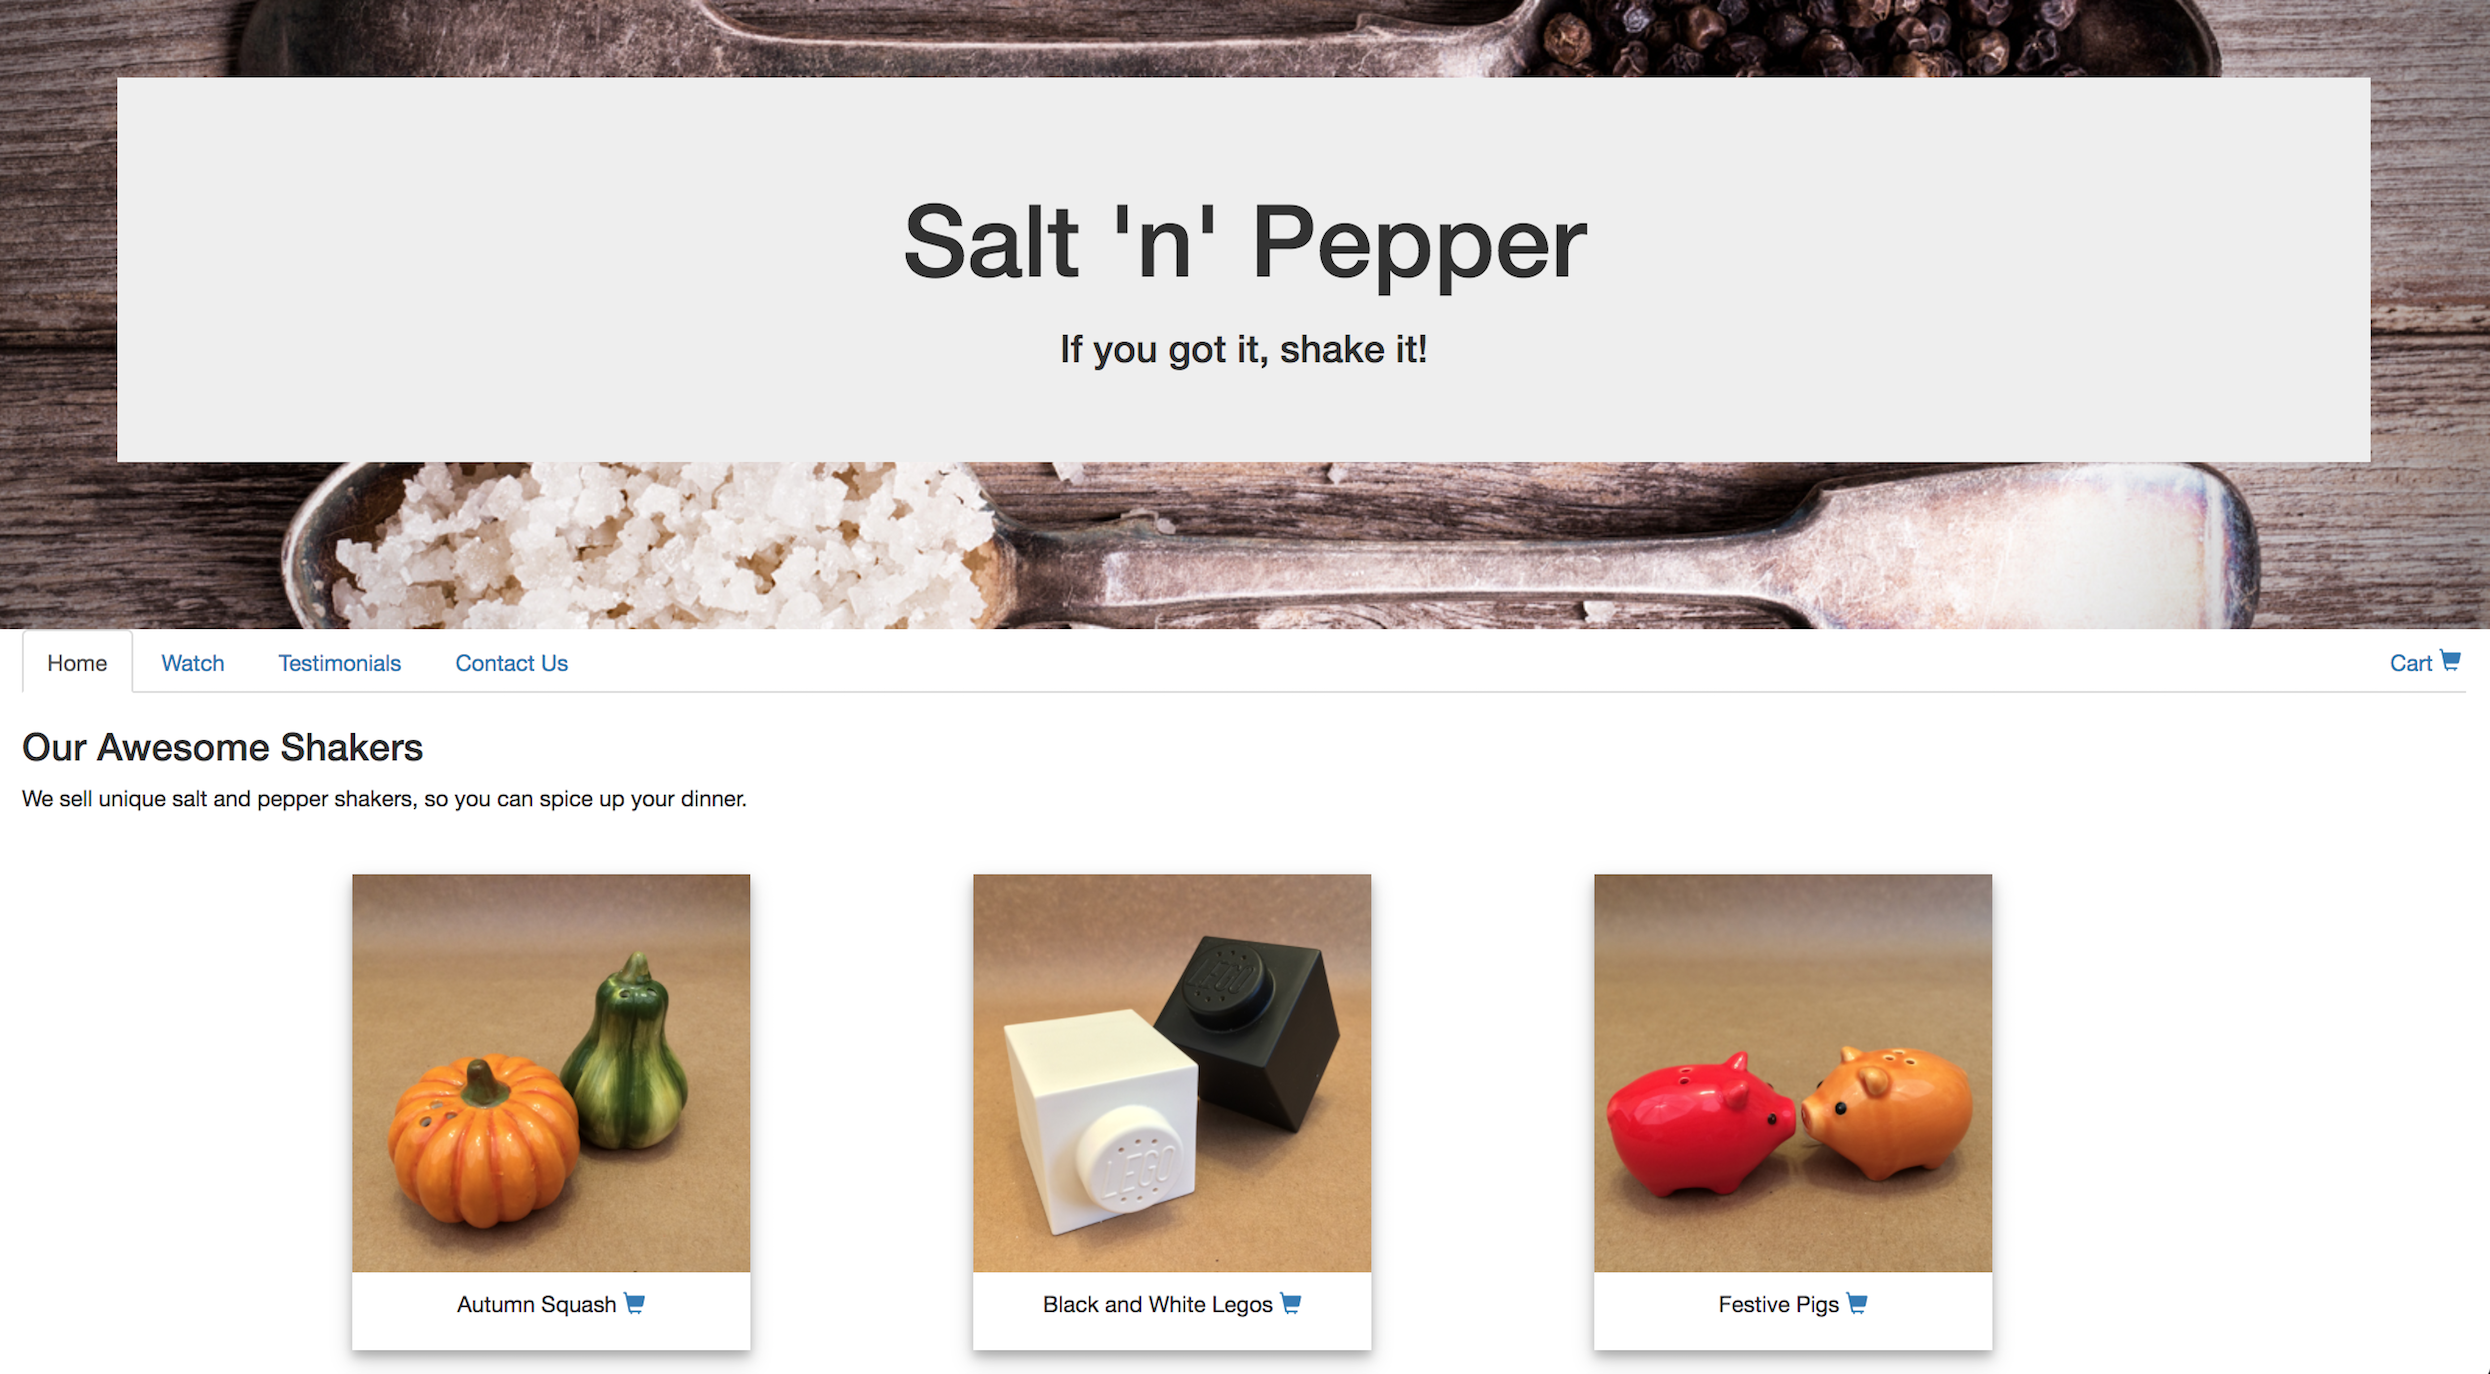 Salt 'n' Pepper
If you got it, shake it!
Home Watch Testimonials Contact Us Cart
Our Awesome Shakers
We sell unique salt and pepper shakers, so you can spice up your dinner.
LEGO
LEGO
Autumn Squash Black and White Legos Festive Pigs